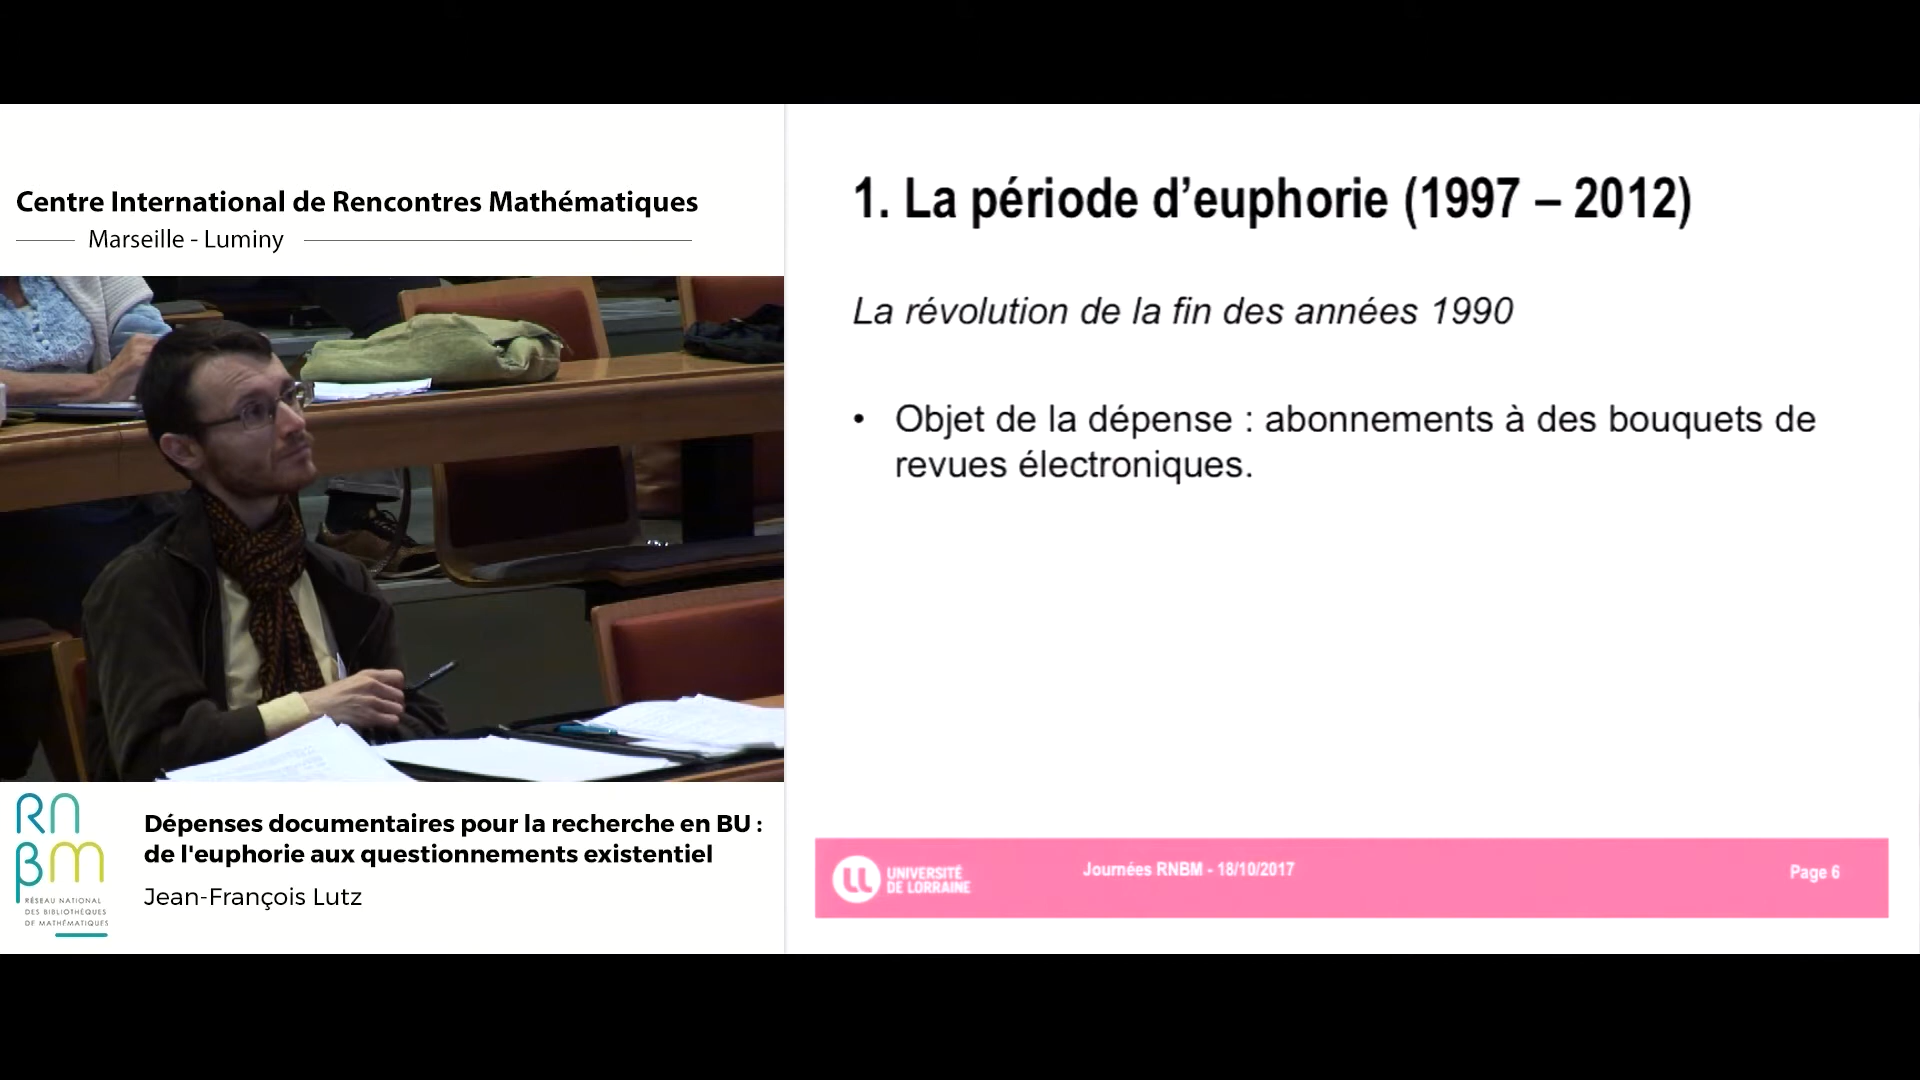 Centre International de Rencontres Mathématiques
Marseille - Luminy
RnBm
RÉSEAU NATIONAL
DES BIBLIOTHÈQUES
DE MATHÉMATIQUES
Dépenses documentaires pour la recherche en BU :
de l'euphorie aux questionnements existentiel
Jean-François Lutz
1. La période d’euphorie (1997 – 2012)
La révolution de la fin des années 1990
• Objet de la dépense : abonnements à des bouquets de
revues électroniques.
UNIVERSITÉ
DE LORRAINE
Journées RNBM - 18/10/2017
Page 6